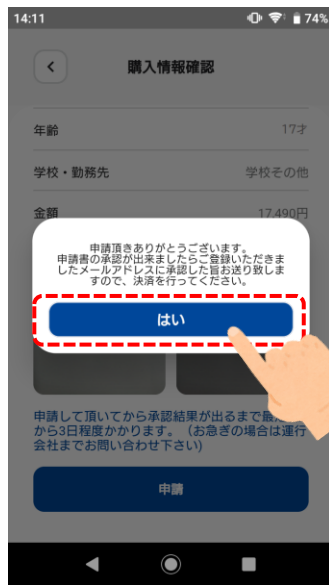 14:11
74%
購入情報確認
年齢
17才
学校・勤務先
学校その他
金額
17,490円
申請頂きありがとうございます。
申請書の承認が出来ましたらご登録いただきま
したメールアドレスに承認した旨お送り致しま
すので、決済を行ってください。
はい
申請して頂いてから承認結果が出るまで最
から3日程度かかります。（お急ぎの場合は運行
会社までお問い合わせ下さい)
申請